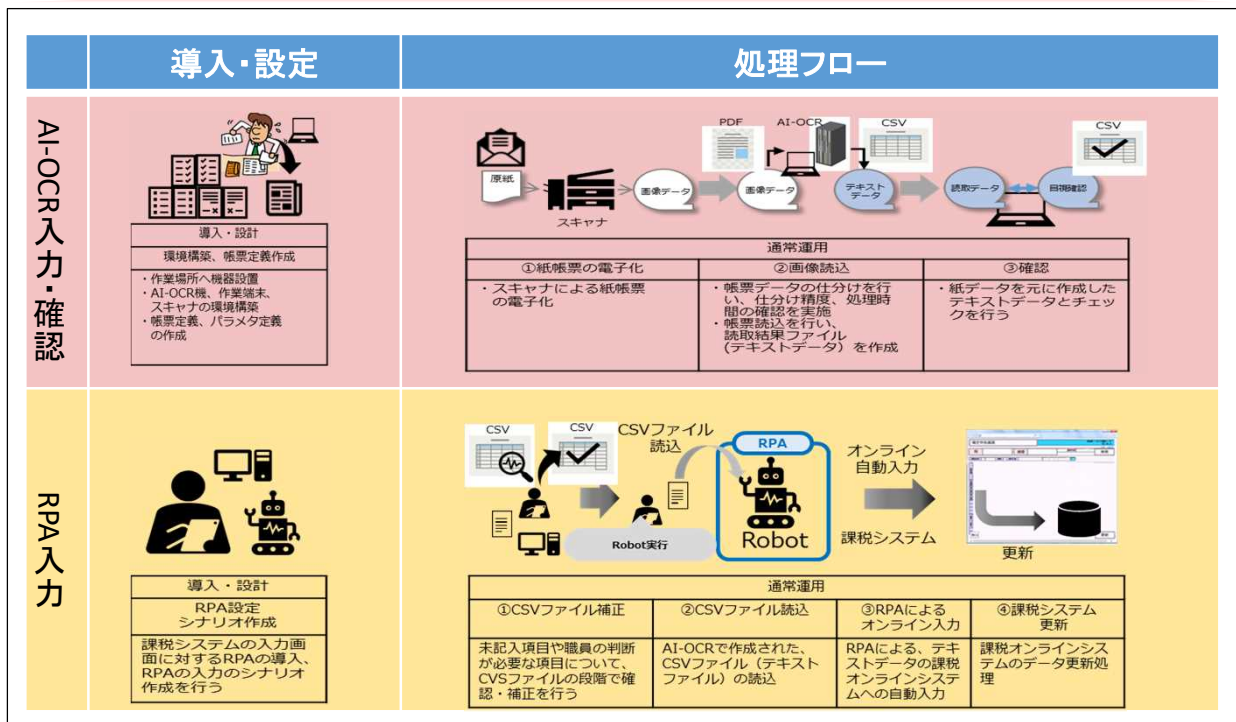 導入・設定
処理フロー
AI-OCR入力・確認
導入・設計
環境構築、帳票定義作成
・作業場所へ機器設置
・AI-OCR機、作業端末、
スキャナの環境構築
・帳票定義、パラメタ定義
の作成
原紙
スキャナ
画像データ
PDF
画像データ
AI-OCR
CSV
テキスト
データ
読取データ
目視確認
CSV
通常運用
①紙帳票の電子化
②画像読込
③確認
・スキャナによる紙帳票
の電子化
・帳票データの仕分けを行
い、仕分け精度、処理時
間の確認を実施
・帳票読込を行い、
読取結果ファイル
(テキストデータ）を作成
・紙データを元に作成した
テキストデータとチェッ
クを行う
RPA入力
導入・設計
RPA設定
シナリオ作成
課税システムの入力画
面に対するRPAの導入、
RPAの入力のシナリオ
作成を行う
CSV
CSV
CSVファイル
読込
Robot実行
RPA
Robot
オンライン
自動入力
課税システム
更新
通常運用
①CSVファイル補正
②CSVファイル読込
③RPAによる
オンライン入力
④課税システム
更新
未記入項目や職員の判断
が必要な項目について、
CVSファイルの段階で確
認・補正を行う
AI-OCRで作成された、
CSVファイル（テキスト
ファイル）の読込
RPAによる、テキ
ストデータの課税
オンラインシステ
ムへの自動入力
課税オンラインシス
テムのデータ更新処
理